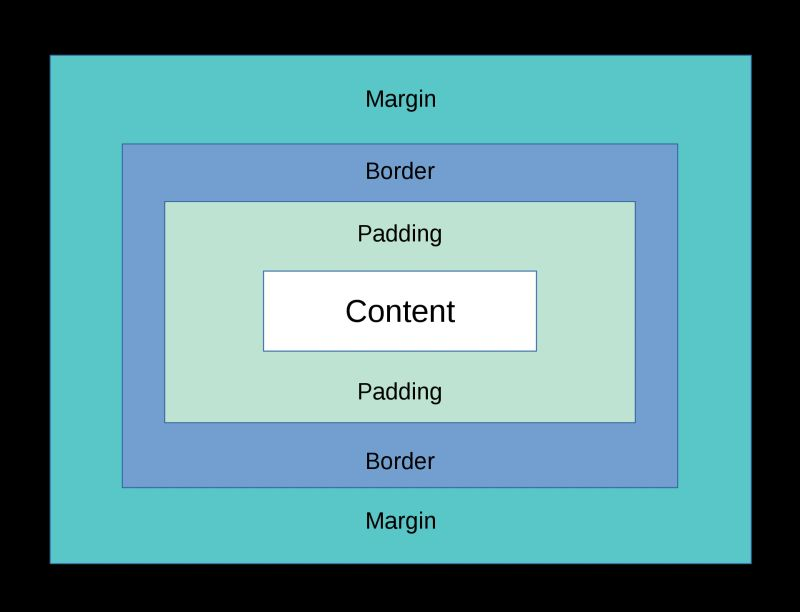 Margin
Border
Padding
Content
Padding
Border
Margin